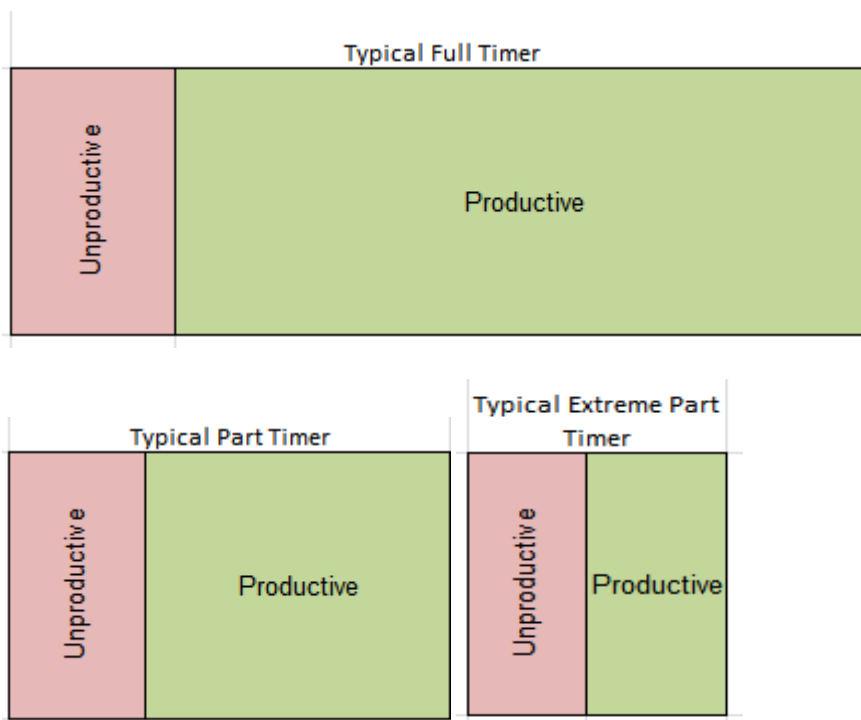 Typical Full Timer
Unproductive
Productive
Typical Part Timer
Unproductive
Productive
Typical Extreme Part
Timer
Unproductive
Productive